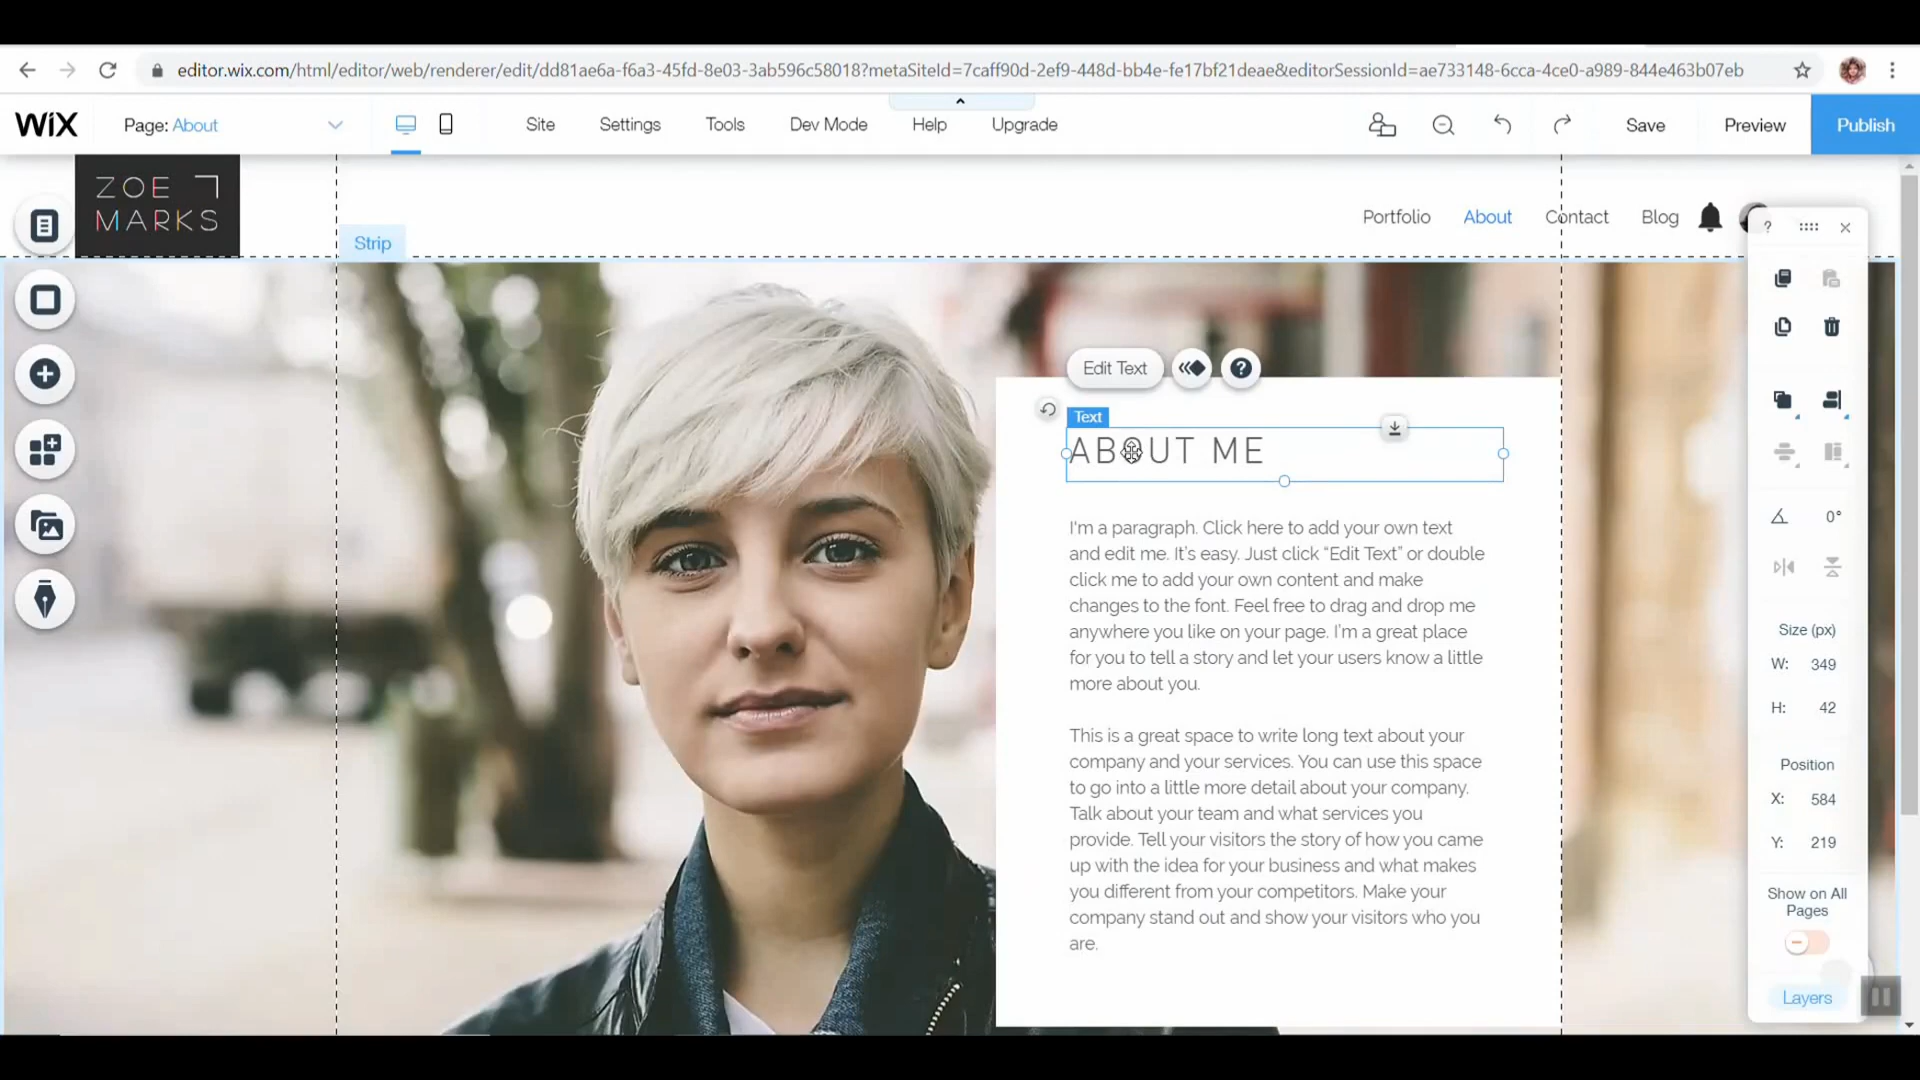 editor.wix.com/html/editor/web/renderer/edit/dd81ae6a-f6a3-45fd-8e03-3ab596c58018?metaSiteId=7caff90d-2ef9-448d-bb4e-fe17bf21deae&editorSessionId=ae733148-6cca-4ce0-a989-844e463b07eb
WiX Page: About Site Settings Tools Dev Mode Help Upgrade Save Preview Publish
ZOE
MARKS
Portfolio About Contact Blog
Strip
?
Edit Text ?
Text
ABOUT ME
I'm a paragraph. Click here to add your own text
and edit me. It's easy. Just click “Edit Text” or double
click me to add your own content and make
changes to the font. Feel free to drag and drop me
anywhere you like on your page. I'm a great place
for you to tell a story and let your users know a little
more about you.
This is a great space to write long text about your
company and your services. You can use this space
to go into a little more detail about your company.
Talk about your team and what services you
provide. Tell your visitors the story of how you came
up with the idea for your business and what makes
you different from your competitors. Make your
company stand out and show your visitors who you
are.
0°
Size (px)
W: 349
H: 42
Position
X: 584
Y: 219
Show on All
Pages
Layers